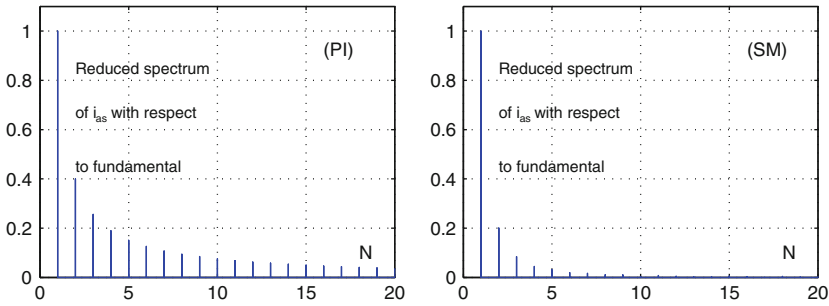 1
0.8
0.6
0.4
0.2
0
0
5
10
15
20
(PI)
Reduced spectrum
of i_as with respect
to fundamental
N
1
0.8
0.6
0.4
0.2
0
0
5
10
15
20
(SM)
Reduced spectrum
of i_as with respect
to fundamental
N